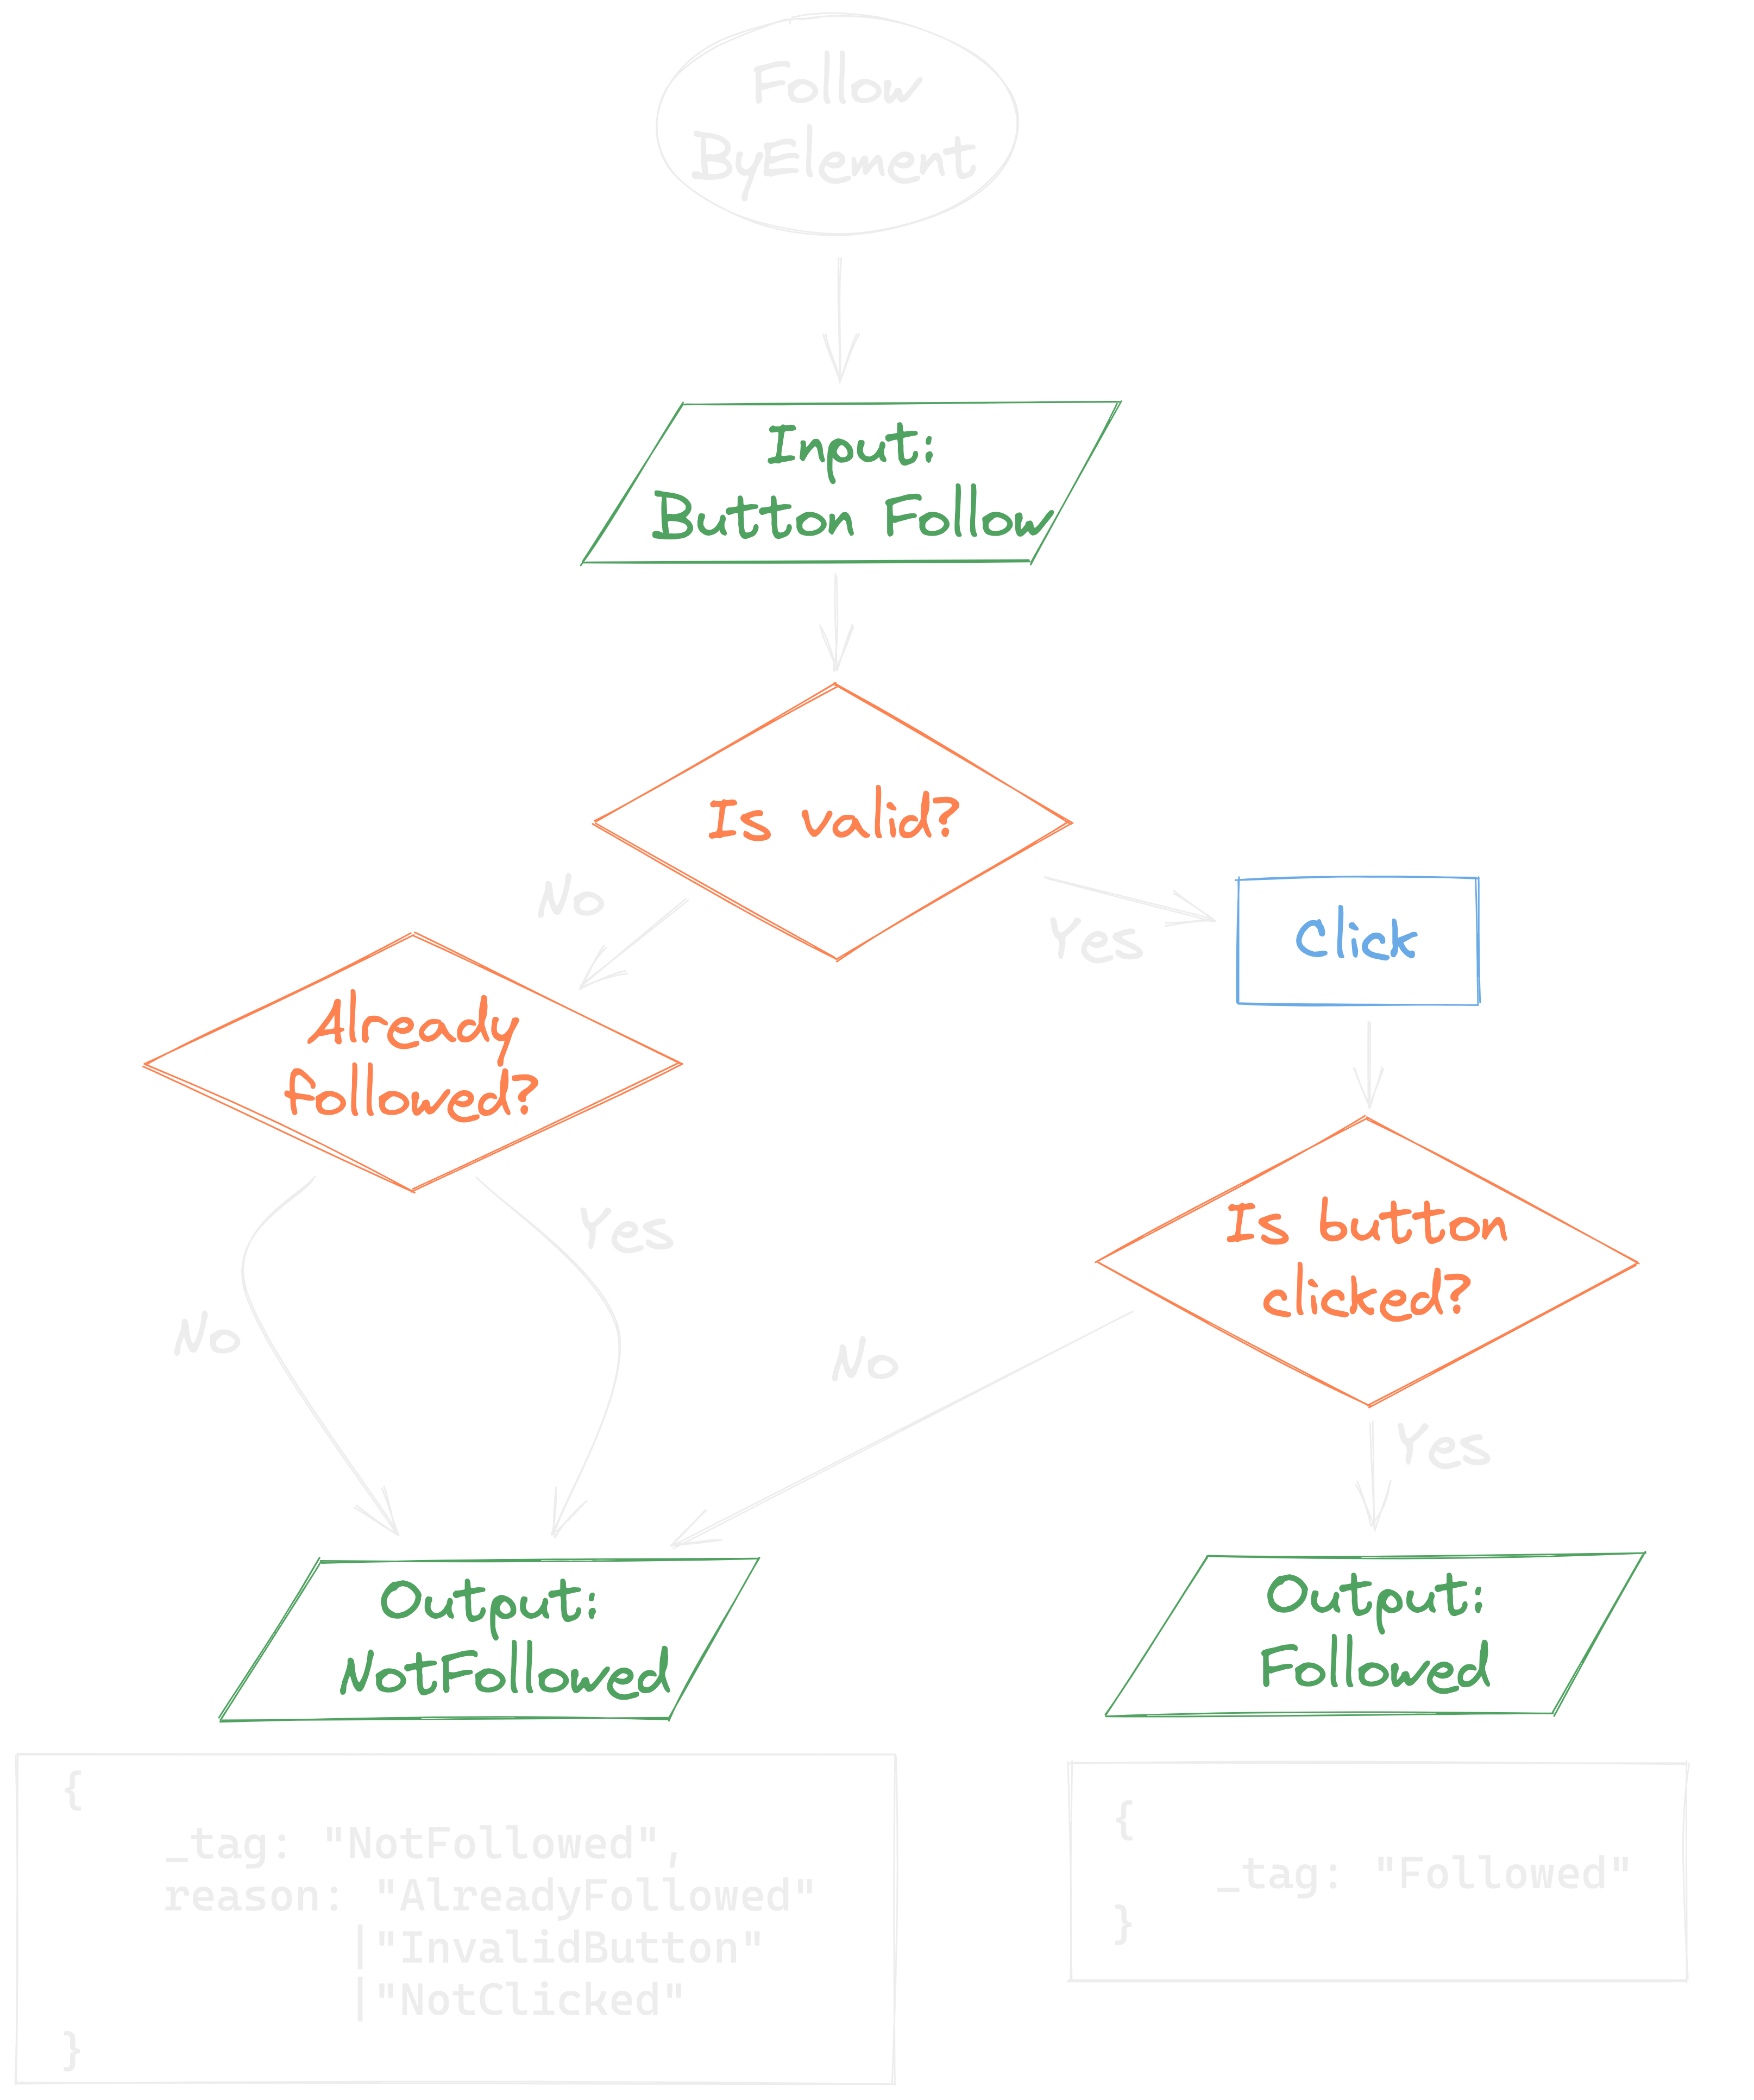 Follow
ByElement
Input:
Button Follow
Is valid?
No
Yes
Click
Already
followed?
Yes
No
Is button
clicked?
No
Yes
Output:
NotFollowed
Output:
Followed
{
_tag: "NotFollowed",
reason: "AlreadyFollowed"
|"InvalidButton"
|"NotClicked"
}
{
_tag: "Followed"
}